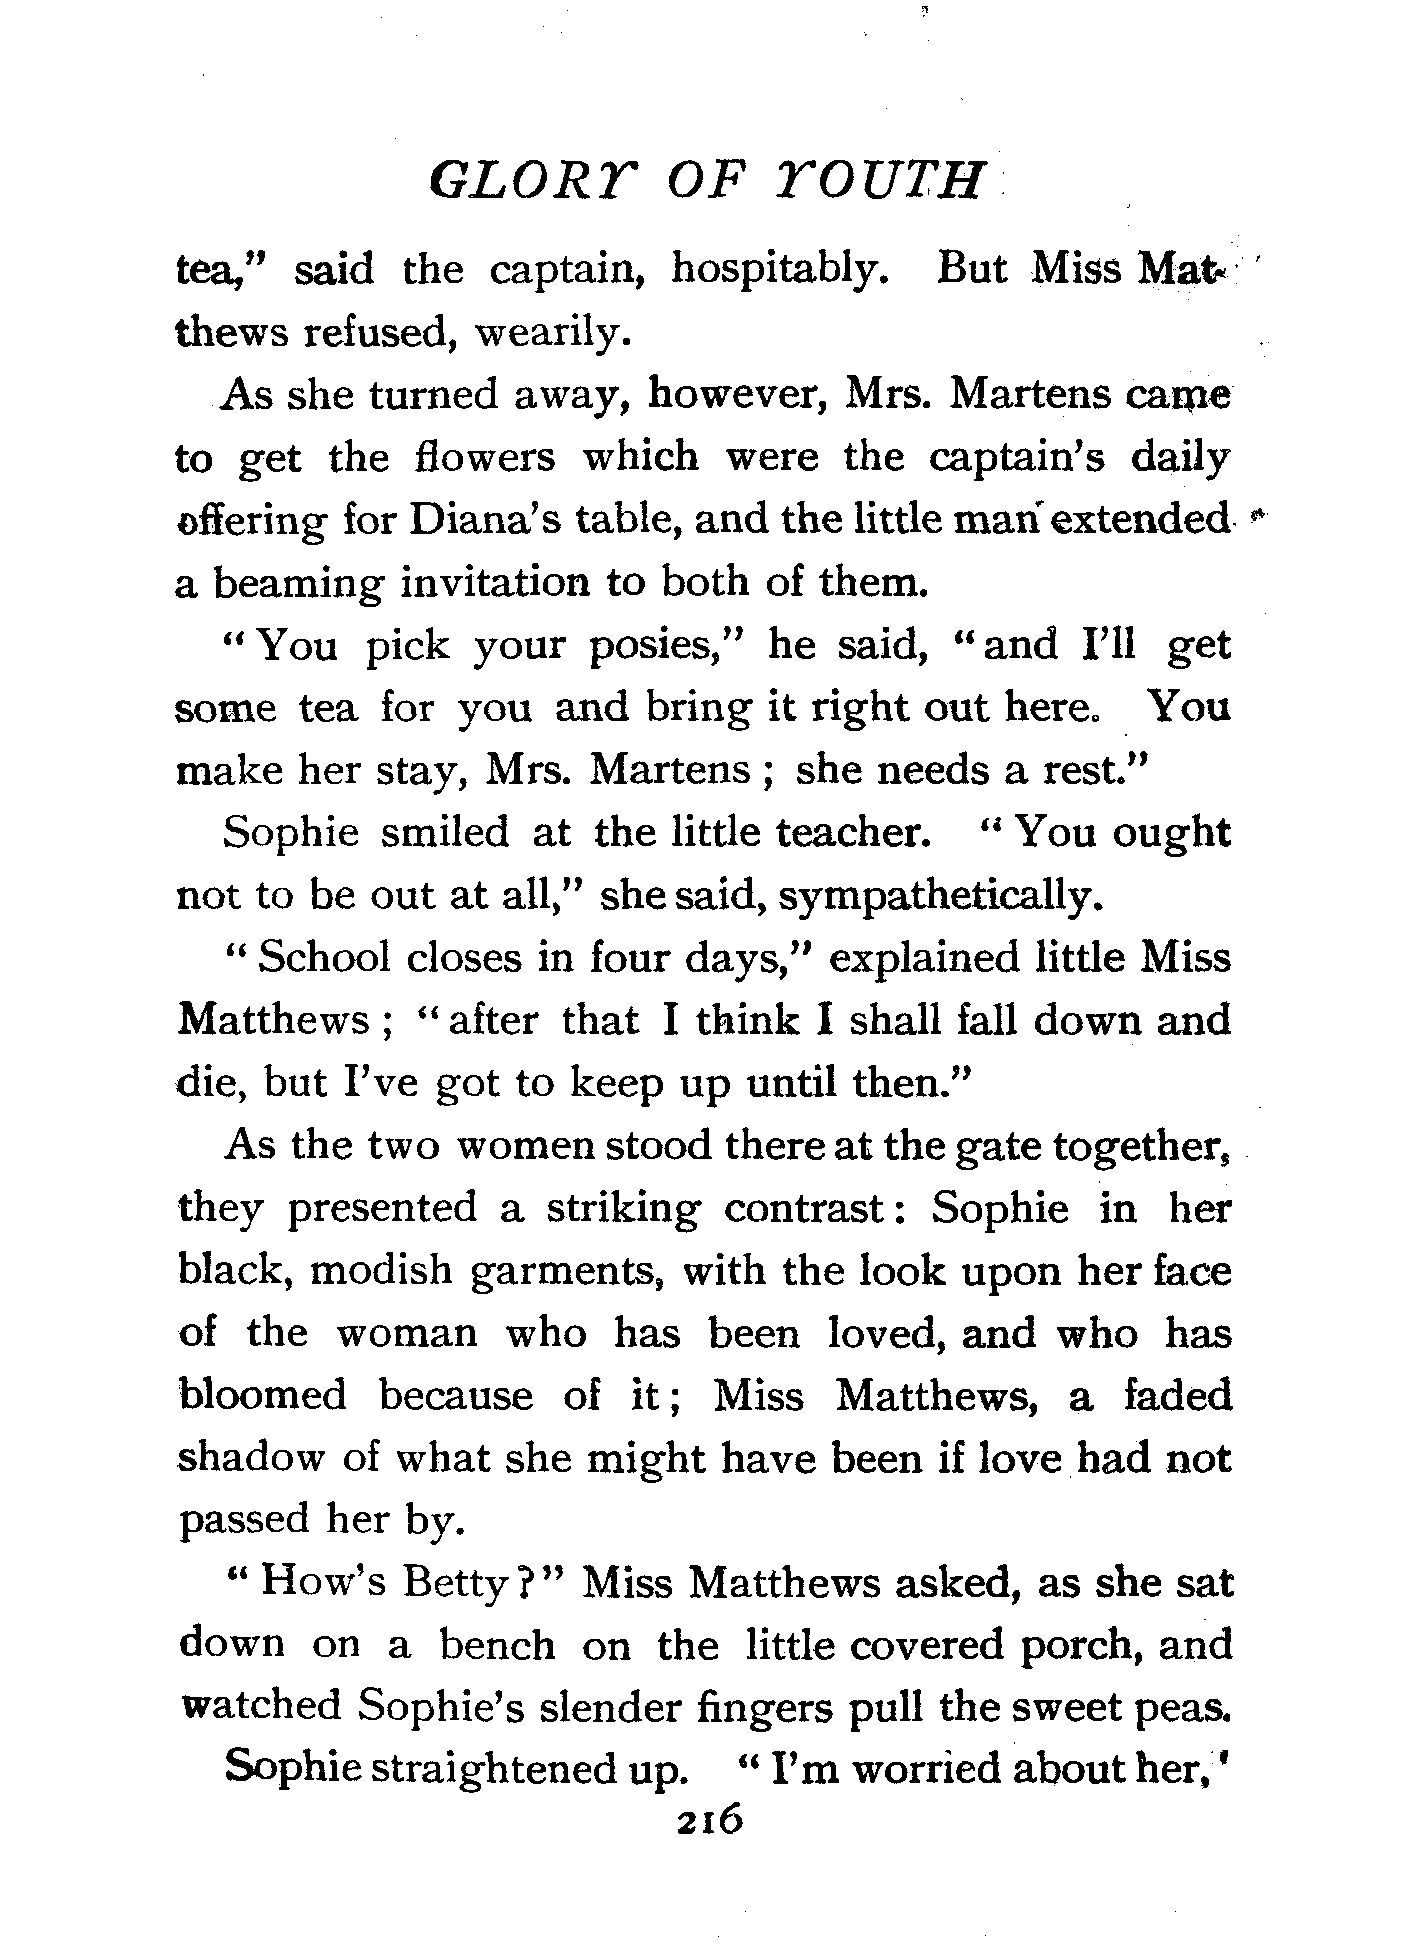 GLORY OF YOUTH
tea," said the captain, hospitably. But Miss Mat-
thews refused, wearily.
As she turned away, however, Mrs. Martens came
to get the flowers which were the captain's daily
offering for Diana's table, and the little man extended
a beaming invitation to both of them.
"You pick your posies," he said, "and I'll get
some tea for you and bring it right out here. You
make her stay, Mrs. Martens; she needs a rest."
Sophie smiled at the little teacher. "You ought
not to be out at all," she said, sympathetically.
"School closes in four days," explained little Miss
Matthews; "after that I think I shall fall down and
die, but I've got to keep up until then."
As the two women stood there at the gate together,
they presented a striking contrast: Sophie in her
black, modish garments, with the look upon her face
of the woman who has been loved, and who has
bloomed because of it; Miss Matthews, a faded
shadow of what she might have been if love had not
passed her by.
"How's Betty?" Miss Matthews asked, as she sat
down on a bench on the little covered porch, and
watched Sophie's slender fingers pull the sweet peas.
Sophie straightened up. "I'm worried about her,'
216